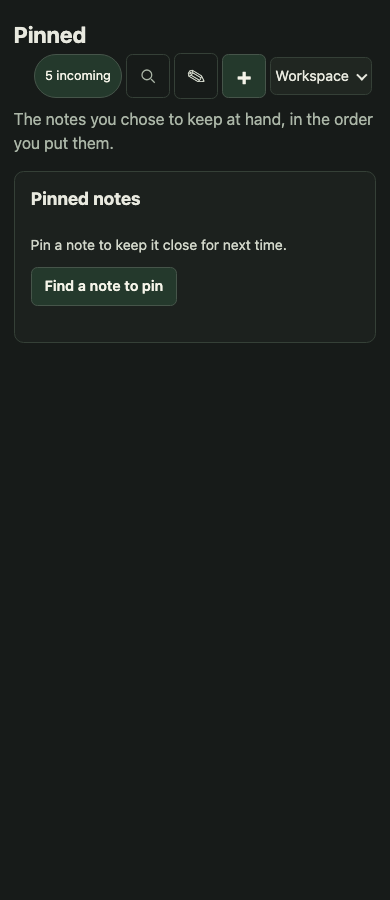 Pinned
5 incoming
Workspace
The notes you chose to keep at hand, in the order
you put them.
Pinned notes
Pin a note to keep it close for next time.
Find a note to pin